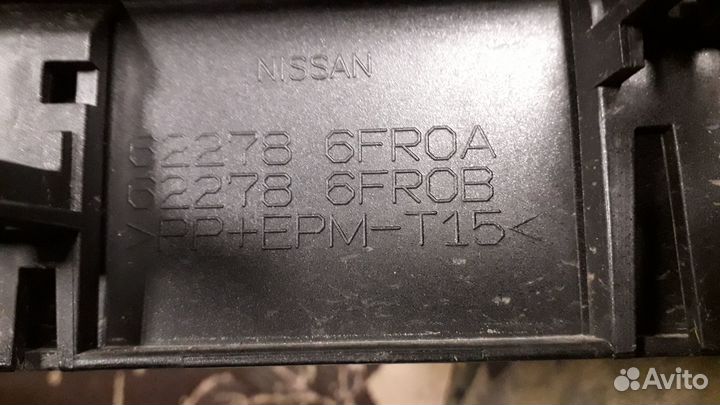 NISSAN
62278 6FR0A
62278 6FR0B
>PP+EPM-T15<
Avito